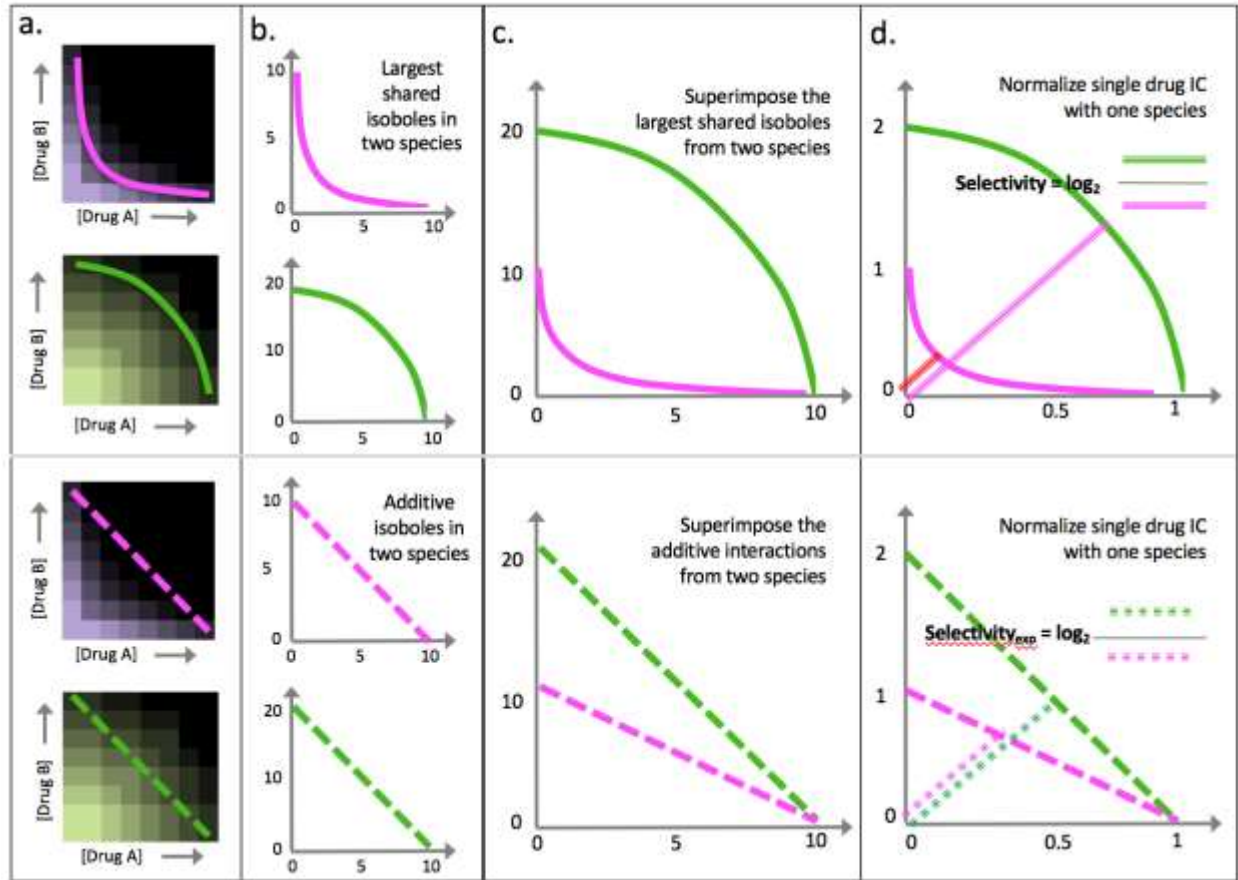 a.
[Drug B]
[Drug A]
[Drug B]
[Drug A]
b.
Largest
shared
isoboles in
two species
10
5
0
0
5
10
20
10
0
0
5
10
c.
Superimpose the
largest shared isoboles
from two species
20
10
0
0
5
10
d.
Normalize single drug IC
with one species
Selectivity = log2
2
1
0
0
0.5
1
[Drug B]
[Drug A]
[Drug B]
[Drug A]
Additive
isoboles in
two species
10
5
0
0
5
10
20
10
0
0
5
10
Superimpose the
additive interactions
from two species
20
10
0
0
5
10
Normalize single drug IC
with one species
Selectivityexp = log2
2
1
0
0
0.5
1